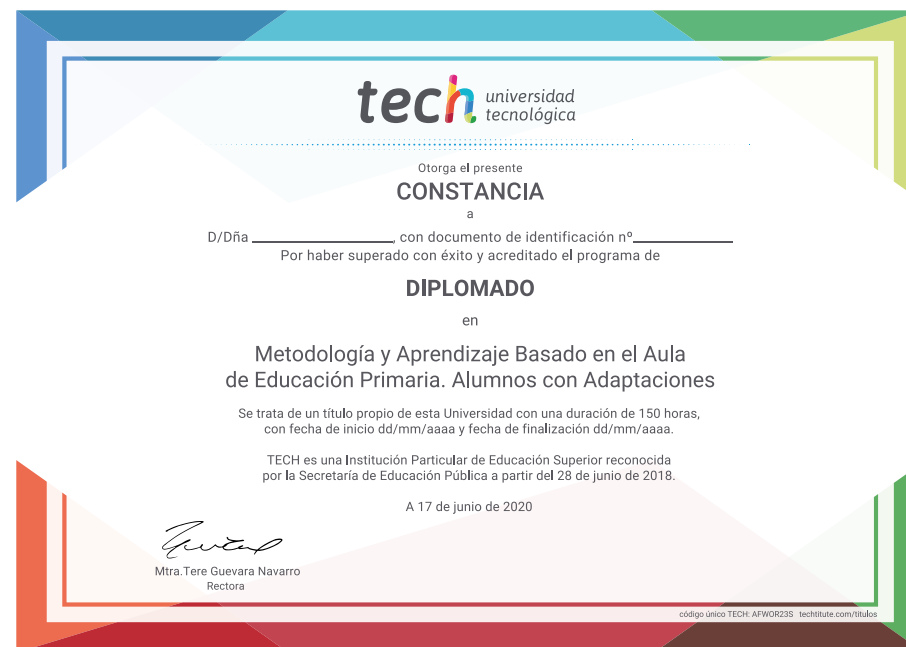 tech universidad
tecnológica
Otorga el presente
CONSTANCIA
a
D/Dña ____________________, con documento de identificación nº______________
Por haber superado con éxito y acreditado el programa de
DIPLOMADO
en
Metodología y Aprendizaje Basado en el Aula
de Educación Primaria. Alumnos con Adaptaciones
Se trata de un título propio de esta Universidad con una duración de 150 horas,
con fecha de inicio dd/mm/aaaa y fecha de finalización dd/mm/aaaa.
TECH es una Institución Particular de Educación Superior reconocida
por la Secretaría de Educación Pública a partir del 28 de junio de 2018.
A 17 de junio de 2020
Mtra.Tere Guevara Navarro
Rectora
código único TECH: AFWOR23S techtitute.com/titulos